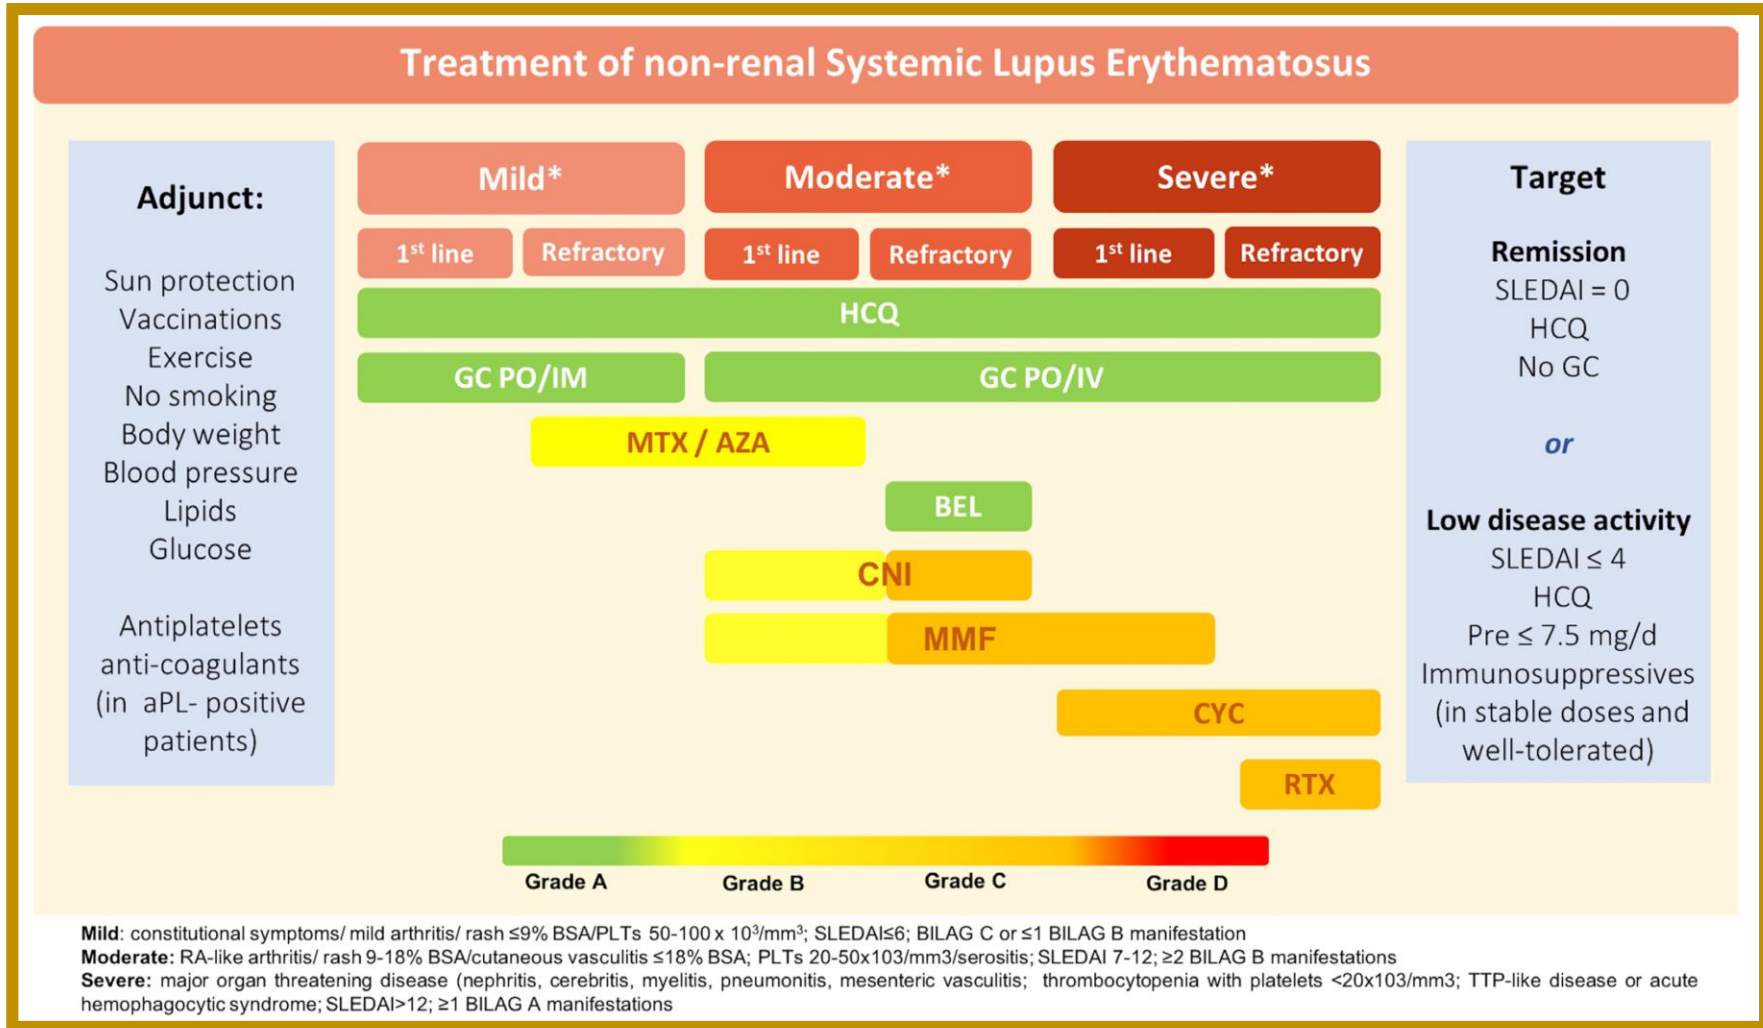 Treatment of non-renal Systemic Lupus Erythematosus
Adjunct:
Sun protection
Vaccinations
Exercise
No smoking
Body weight
Blood pressure
Lipids
Glucose
Antiplatelets
anti-coagulants
(in aPL- positive
patients)
Mild*
Moderate*
Severe*
1st line
Refractory
1st line
Refractory
1st line
Refractory
HCQ
GC PO/IM
GC PO/IV
MTX / AZA
BEL
CNI
MMF
CYC
RTX
Grade A
Grade B
Grade C
Grade D
Target
Remission
SLEDAI = 0
HCQ
No GC
or
Low disease activity
SLEDAI ≤ 4
HCQ
Pre ≤ 7.5 mg/d
Immunosuppressives
(in stable doses and
well-tolerated)
Mild: constitutional symptoms/ mild arthritis/ rash ≤9% BSA/PLTs 50-100 x 10³/mm³; SLEDAI≤6; BILAG C or ≤1 BILAG B manifestation
Moderate: RA-like arthritis/ rash 9-18% BSA/cutaneous vasculitis ≤18% BSA; PLTs 20-50x103/mm3/serositis; SLEDAI 7-12; ≥2 BILAG B manifestations
Severe: major organ threatening disease (nephritis, cerebritis, myelitis, pneumonitis, mesenteric vasculitis; thrombocytopenia with platelets <20x103/mm3; TTP-like disease or acute
hemophagocytic syndrome; SLEDAI>12; ≥1 BILAG A manifestations